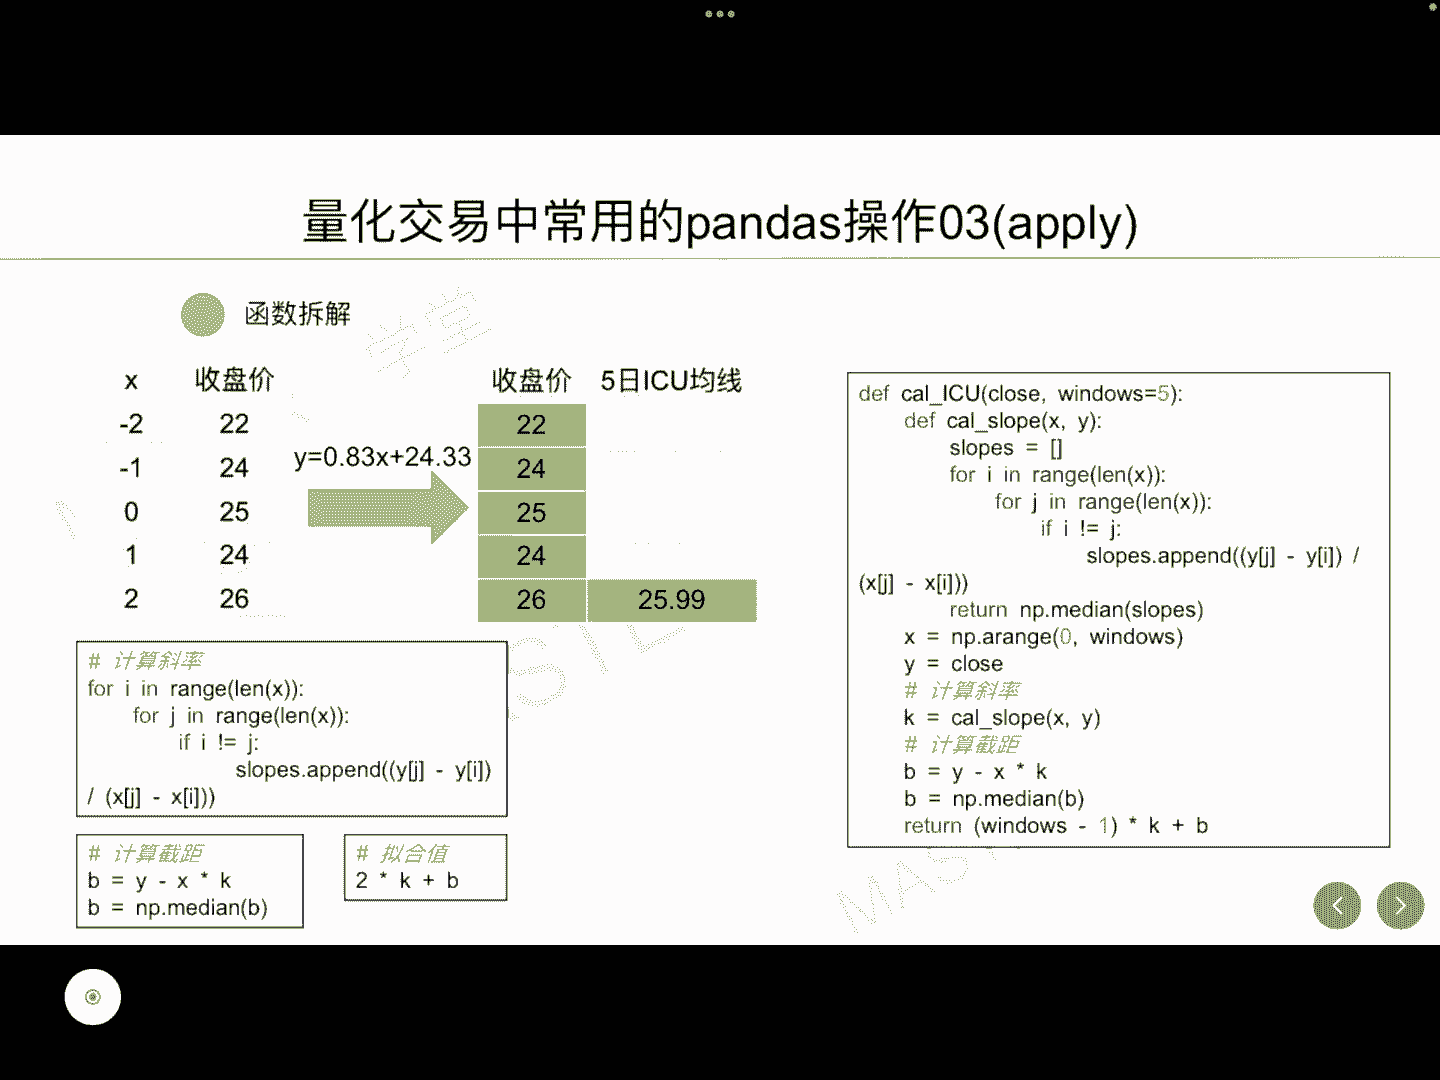 量化交易中常用的pandas操作03(apply)
函数拆解
x 收盘价
-2 22
-1 24
0 25
1 24
2 26
y=0.83x+24.33
收盘价 5日ICU均线
22
24
25
24
26 25.99
# 计算斜率
for i in range(len(x)):
for j in range(len(x)):
if i != j:
slopes.append((y[j] - y[i])
/ (x[j] - x[i]))
# 计算截距
b = y - x * k
b = np.median(b)
# 拟合值
2 * k + b
def cal_ICU(close, windows=5):
def cal_slope(x, y):
slopes = []
for i in range(len(x)):
for j in range(len(x)):
if i != j:
slopes.append((y[j] - y[i]) /
(x[j] - x[i]))
return np.median(slopes)
x = np.arange(0, windows)
y = close
# 计算斜率
k = cal_slope(x, y)
# 计算截距
b = y - x * k
b = np.median(b)
return (windows - 1) * k + b
学堂